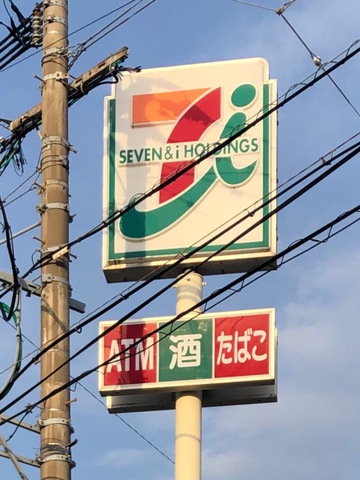 SEVEN & i HOLDINGS
ATM 酒 たばこ